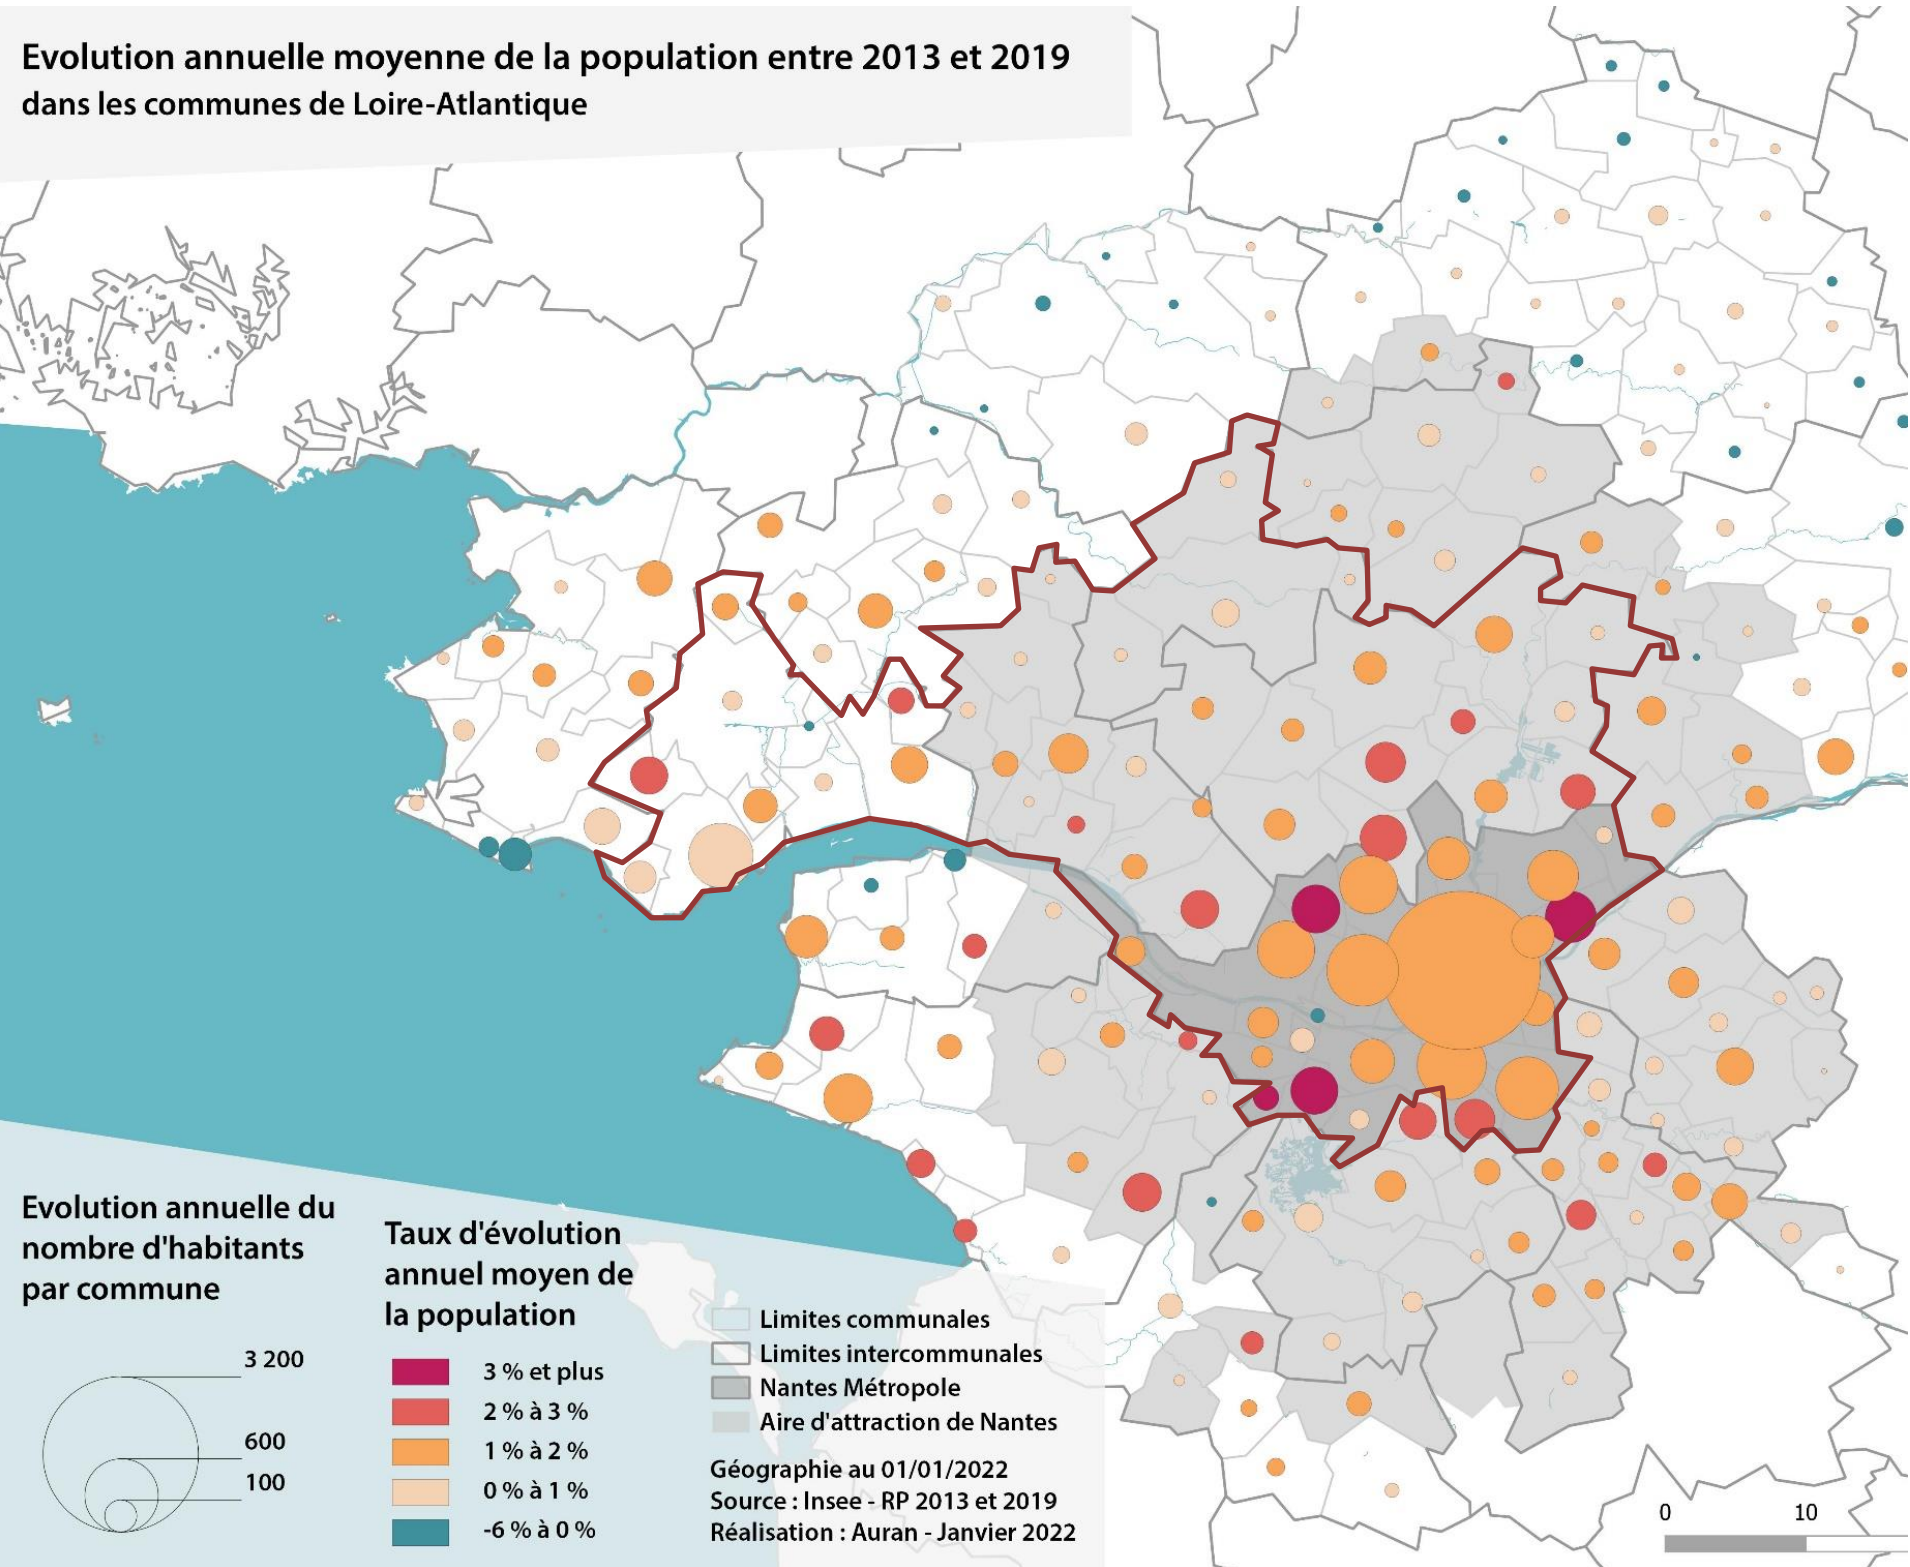 Evolution annuelle moyenne de la population entre 2013 et 2019
dans les communes de Loire-Atlantique
Evolution annuelle du
nombre d'habitants
par commune
3 200
600
100
Taux d'évolution
annuel moyen de
la population
3 % et plus
2 % à 3 %
1 % à 2 %
0 % à 1 %
-6 % à 0 %
Limites communales
Limites intercommunales
Nantes Métropole
Aire d'attraction de Nantes
Géographie au 01/01/2022
Source : Insee - RP 2013 et 2019
Réalisation : Auran - Janvier 2022
0 10